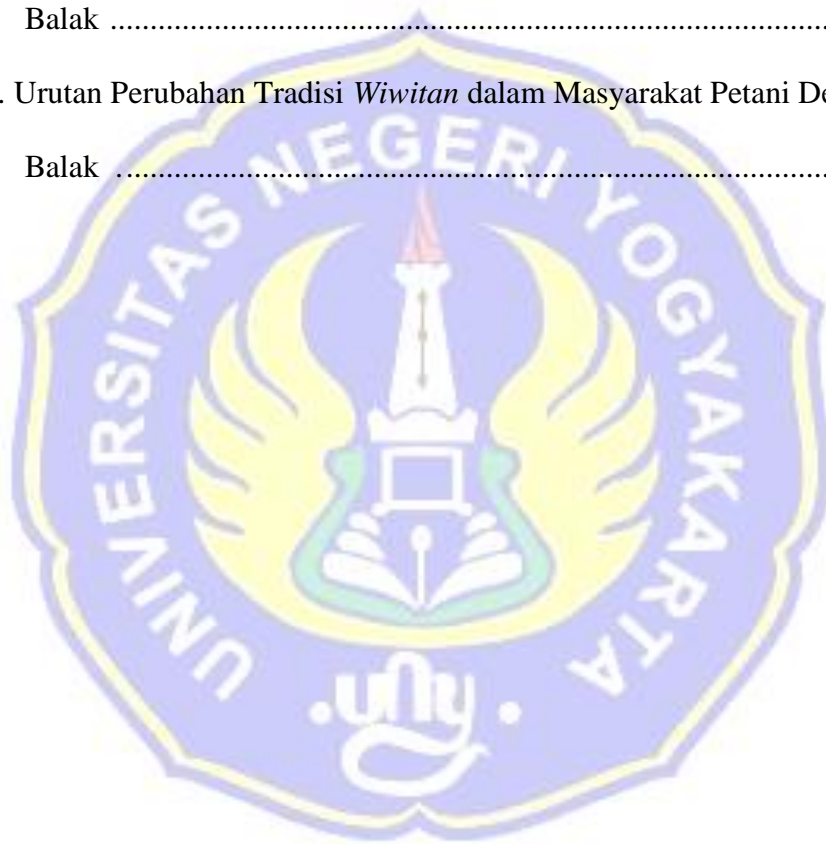 Balak ............................................................................
. Urutan Perubahan Tradisi Wiwitan dalam Masyarakat Petani De
Balak ............................................................................
UNIVERSITAS NEGERI YOGYAKARTA
.uny.